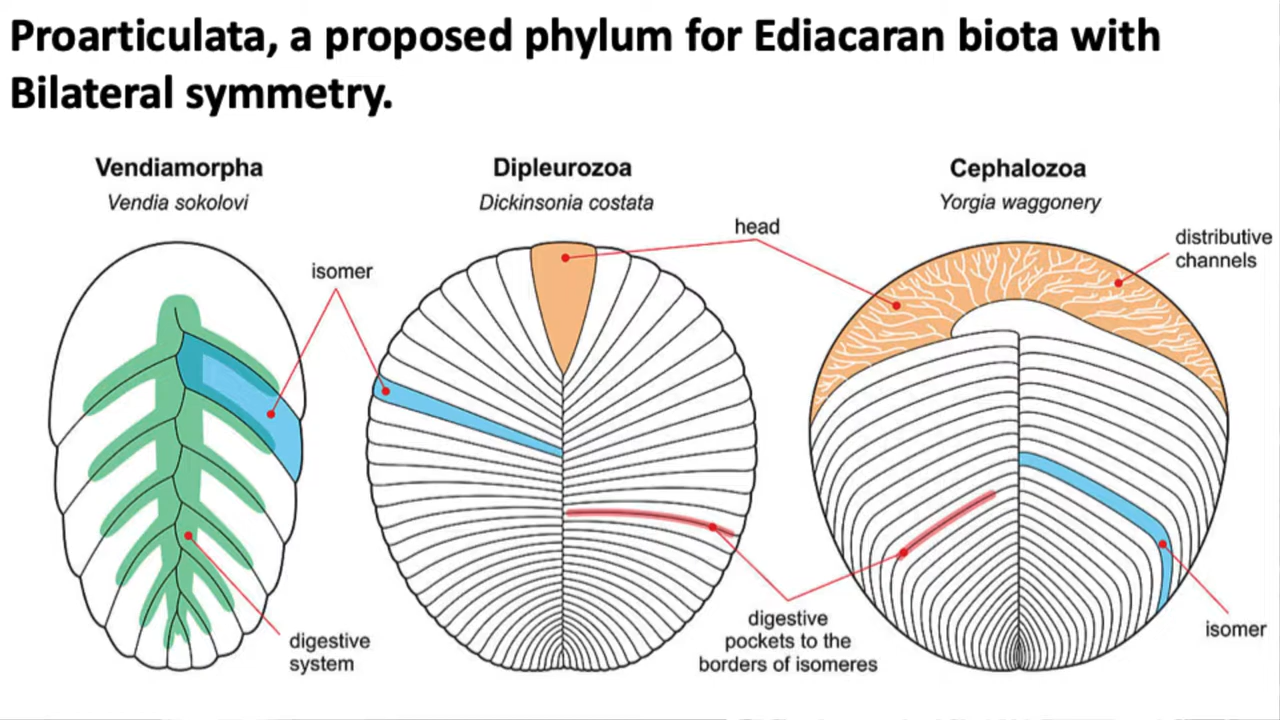 Proarticulata, a proposed phylum for Ediacaran biota with
Bilateral symmetry.
Vendiamorpha
Vendia sokolovi
Dipleurozoa
Dickinsonia costata
Cephalozoa
Yorgia waggonery
head
distributive
channels
isomer
digestive
system
digestive
pockets to the
borders of isomeres
isomer